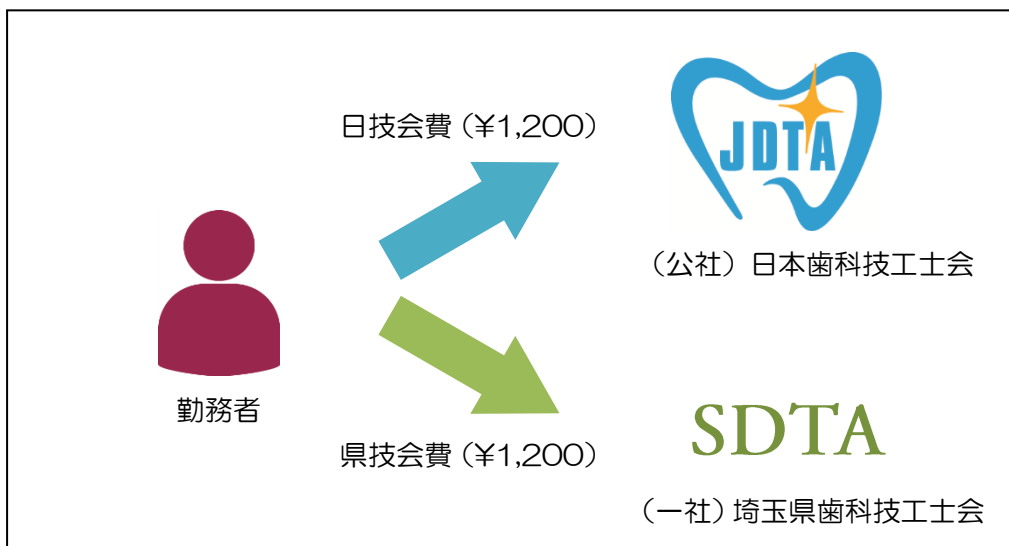 日技会費（¥1,200）
JDTA
（公社）日本歯科技工士会
勤務者
県技会費（¥1,200）
SDTA
（一社）埼玉県歯科技工士会